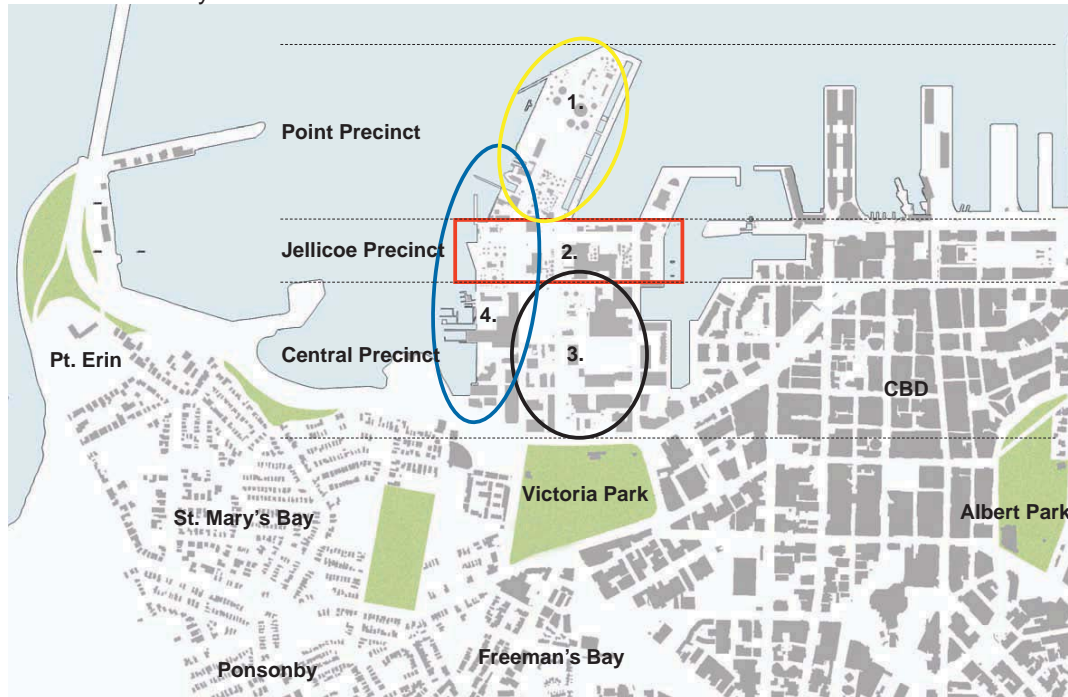 1.
Point Precinct
Jellicoe Precinct
2.
4.
Central Precinct
3.
Pt. Erin
CBD
Victoria Park
St. Mary's Bay
Albert Park
Freeman's Bay
Ponsonby